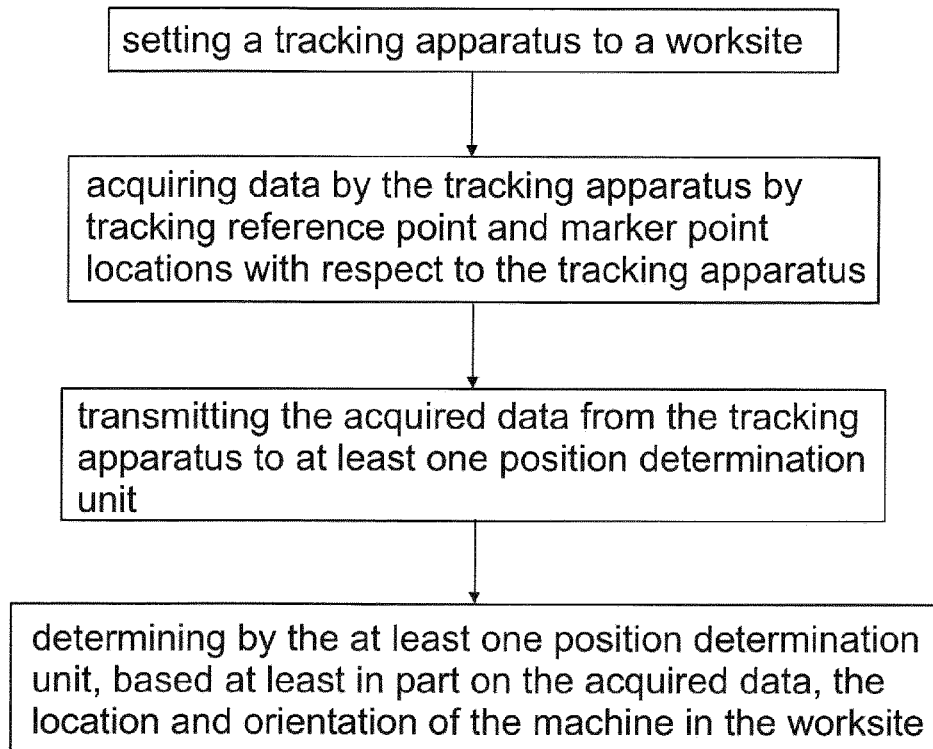 setting a tracking apparatus to a worksite
acquiring data by the tracking apparatus by
tracking reference point and marker point
locations with respect to the tracking apparatus
transmitting the acquired data from the tracking
apparatus to at least one position determination
unit
determining by the at least one position determination
unit, based at least in part on the acquired data, the
location and orientation of the machine in the worksite